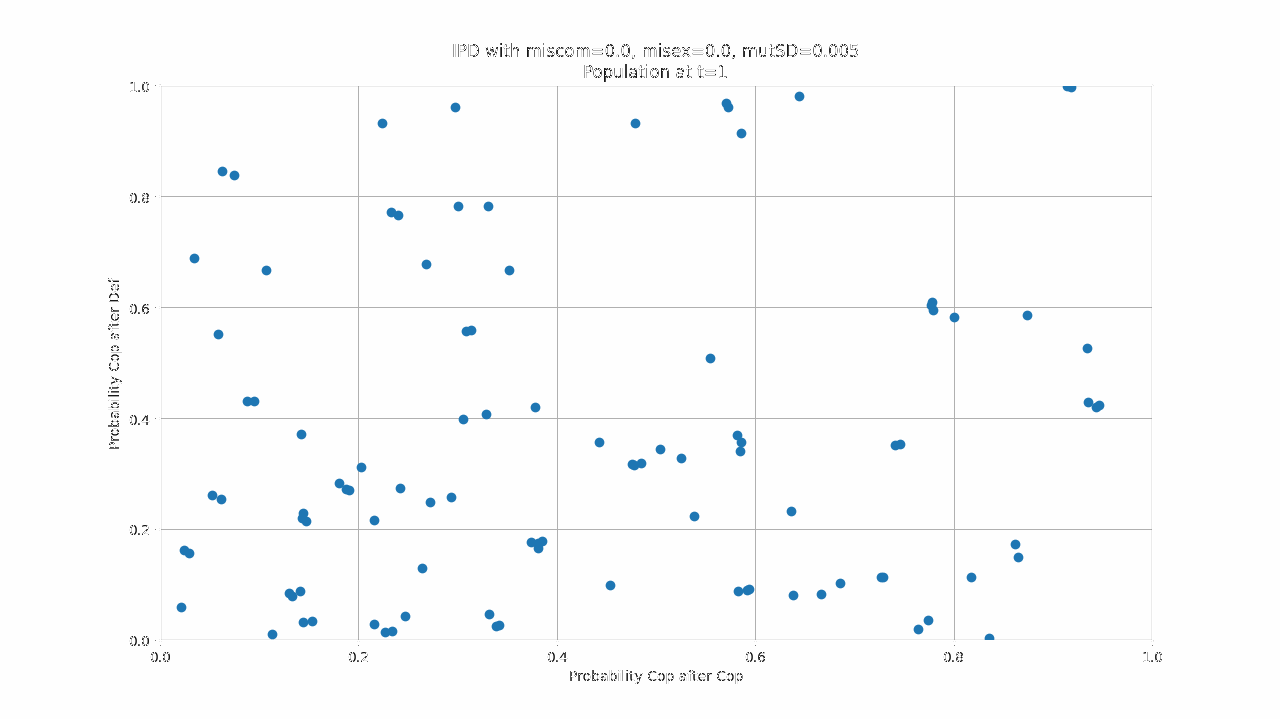 IPD with miscom=0.0, misex=0.0, mutSD=0.005
Population at t=1
1.0
0.8
0.6
0.4
0.2
0.0
Probability Cop after Def
0.0 0.2 0.4 0.6 0.8 1.0
Probability Cop after Cop